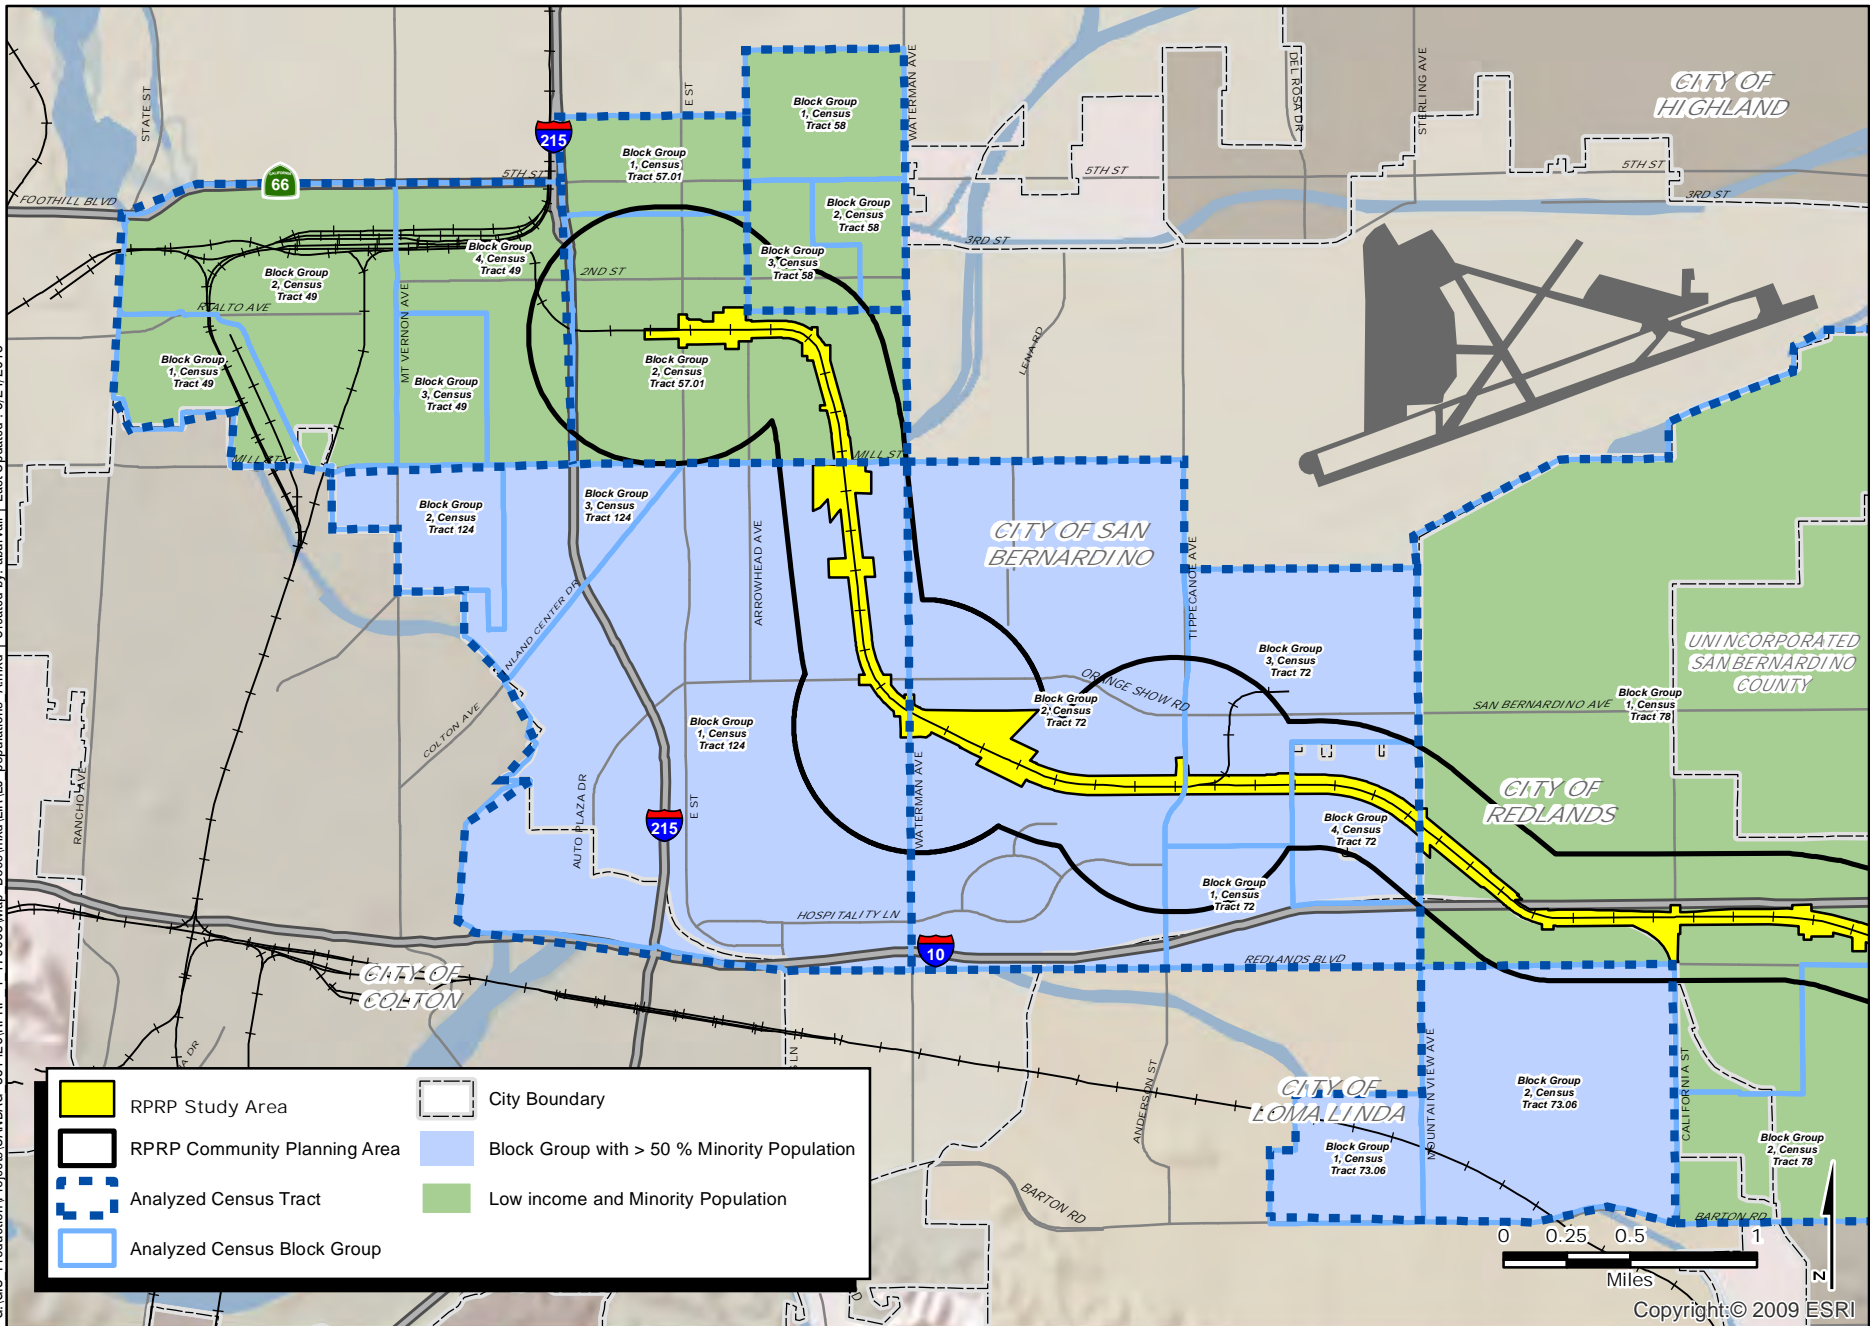 CITY OF
HIGHLAND
STATE ST
E ST
WATERMAN AVE
DEL ROSA DR
STERLING AVE
215
Block Group
1, Census
Tract 58
Block Group
1, Census
Tract 57.01
5TH ST
5TH ST
5TH ST
CALIFORNIA
66
FOOTHILL BLVD
3RD ST
Block Group
2, Census
Tract 58
3RD ST
Block Group
4, Census
Tract 49
Block Group
3, Census
Tract 58
Block Group
2, Census
Tract 49
2ND ST
RIALTO AVE
MT VERNON AVE
LENA RD
Block Group
1, Census
Tract 49
Block Group
2, Census
Tract 57.01
Block Group
3, Census
Tract 49
MILL ST
MILL ST
Block Group
2, Census
Tract 124
Block Group
3, Census
Tract 124
CITY OF SAN
BERNARDINO
ARROWHEAD AVE
TIPPECANOE AVE
NLAND CENTER DR
UNINCORPORATED
SAN BERNARDINO
COUNTY
Block Group
3, Census
Tract 72
ORANGE SHOW RD
Block Group
2, Census
Tract 72
Block Group
1, Census
Tract 78
SAN BERNARDINO AVE
COLTON AVE
Block Group
1, Census
Tract 124
RANCHO AVE
AUTO PLAZA DR
E ST
WATERMAN AVE
CITY OF
REDLANDS
215
Block Group
4, Census
Tract 72
Block Group
1, Census
Tract 72
HOSPITALITY LN
10
REDLANDS BLVD
CITY OF
COLTON
ANDERSON ST
MOUNTAIN VIEW AVE
CALIFORNIA ST
CITY OF
LOMA LINDA
Block Group
2, Census
Tract 73.06
Block Group
1, Census
Tract 73.06
Block Group
2, Census
Tract 78
BARTON RD
BARTON RD
RPRP Study Area
RPRP Community Planning Area
Analyzed Census Tract
Analyzed Census Block Group
City Boundary
Block Group with > 50 % Minority Population
Low income and Minority Population
0 0.25 0.5 1
Miles
N
Copyright:© 2009 ESRI